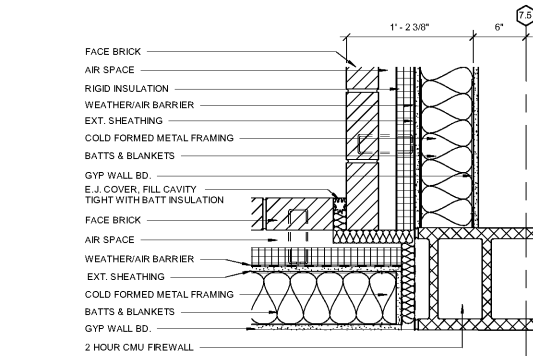 7.5
1' - 2 3/8"
6"
FACE BRICK
AIR SPACE
RIGID INSULATION
WEATHER/AIR BARRIER
EXT. SHEATHING
COLD FORMED METAL FRAMING
BATTS & BLANKETS
GYP WALL BD.
E.J. COVER, FILL CAVITY
TIGHT WITH BATT INSULATION
FACE BRICK
AIR SPACE
WEATHER/AIR BARRIER
EXT. SHEATHING
COLD FORMED METAL FRAMING
BATTS & BLANKETS
GYP WALL BD.
2 HOUR CMU FIREWALL